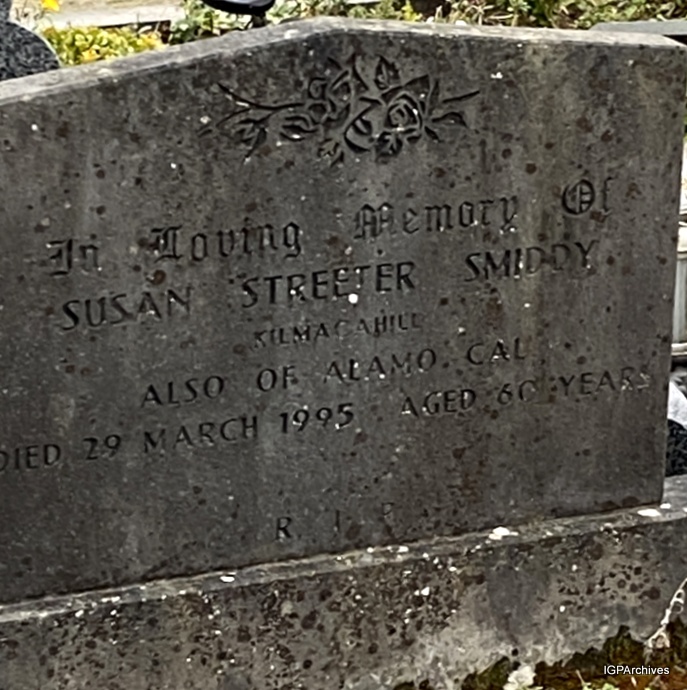 In Loving Memory Of
SUSAN STREETER SMIDDY
KILMACAHILL
ALSO OF ALAMO CAL
DIED 29 MARCH 1995 AGED 60 YEARS
R I P
IGPArchives